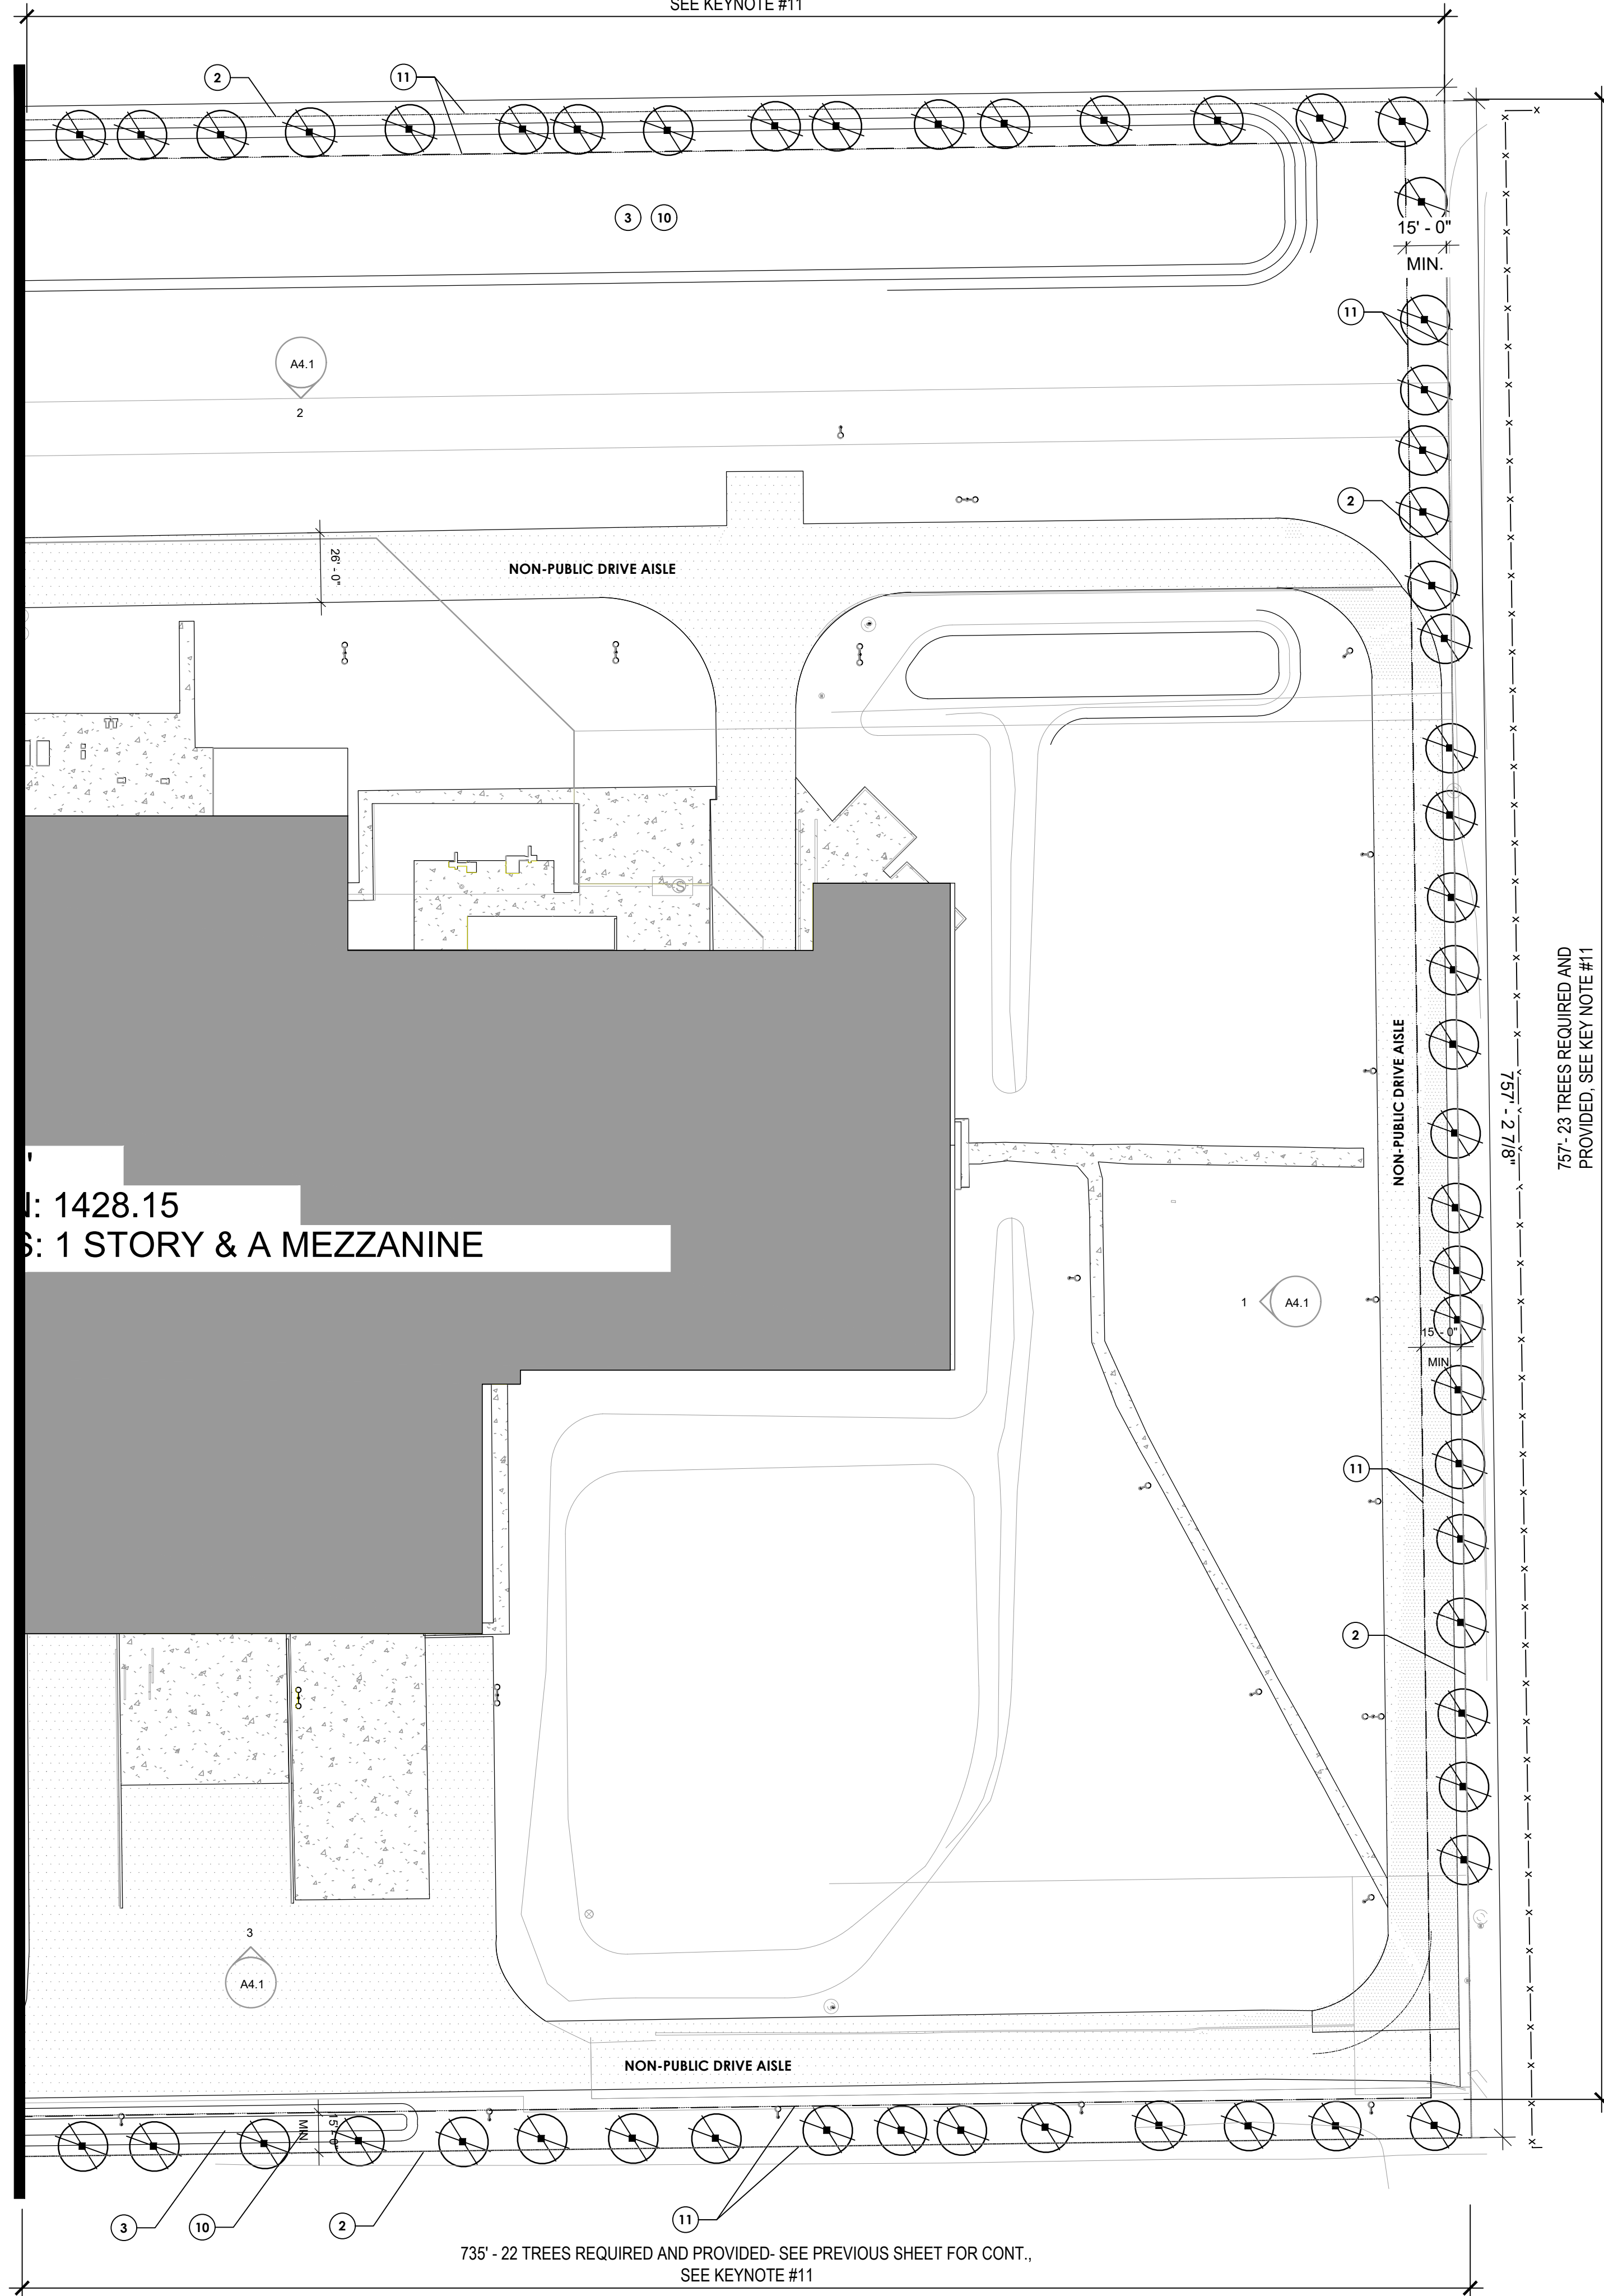 SEE KEYNOTE #11
2
11
3
10
15' - 0"
MIN.
11
A4.1
2
2
26' - 0"
NON-PUBLIC DRIVE AISLE
S
NON-PUBLIC DRIVE AISLE
757' - 2 7/8"
757'- 23 TREES REQUIRED AND
PROVIDED, SEE KEY NOTE #11
: 1428.15
: 1 STORY & A MEZZANINE
1
A4.1
15' - 0"
MIN.
11
2
3
A4.1
NON-PUBLIC DRIVE AISLE
15' - 0"
MIN.
3
10
2
11
735' - 22 TREES REQUIRED AND PROVIDED- SEE PREVIOUS SHEET FOR CONT.,
SEE KEYNOTE #11